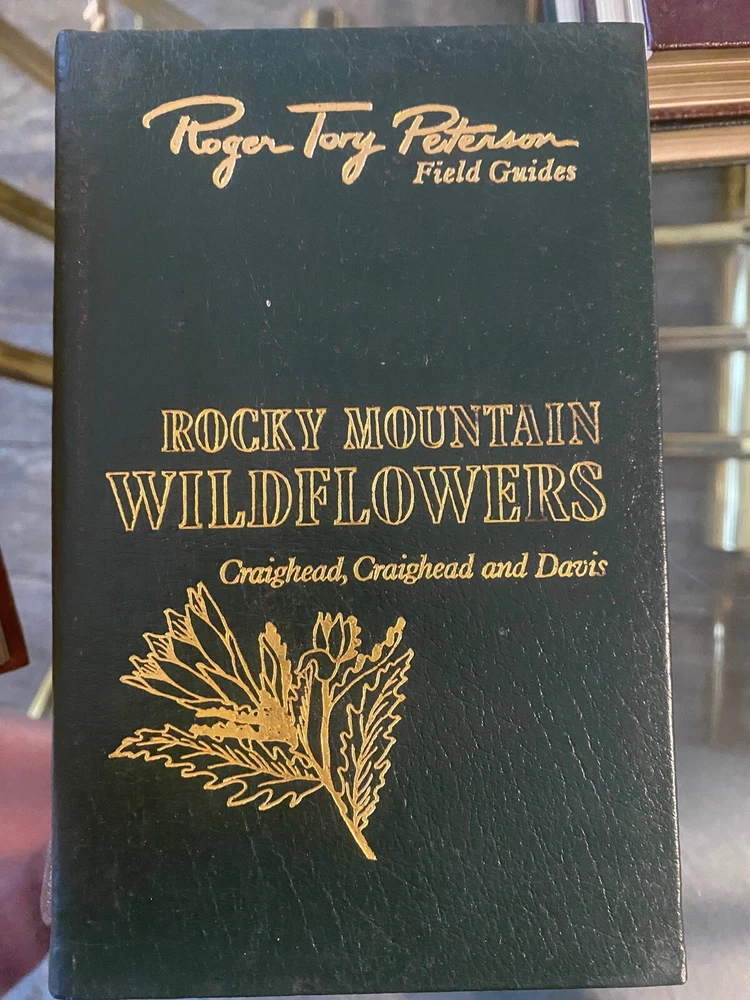 Roger Tory Peterson
Field Guides
ROCKY MOUNTAIN
WILDFLOWERS
Craighead, Craighead and Davis